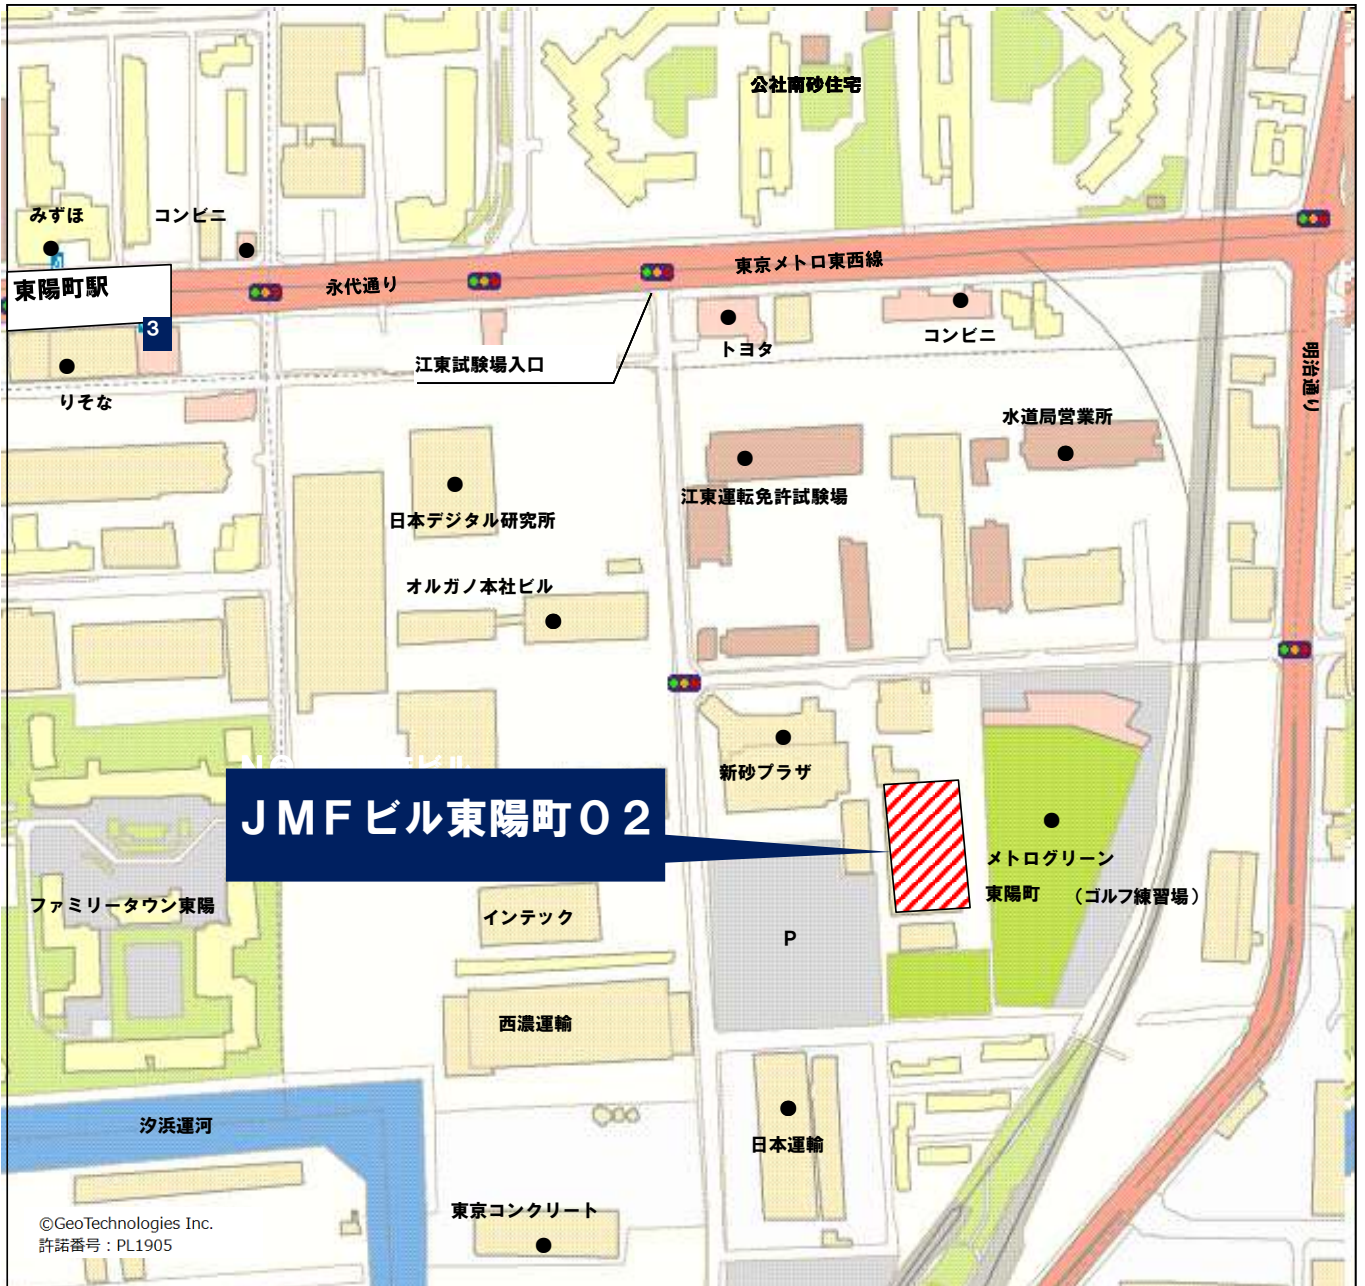 公社南砂住宅
みずほ
コンビニ
東京メトロ東西線
東陽町駅
永代通り
3
トヨタ
コンビニ
江東試験場入口
明治通り
りそな
水道局営業所
江東運転免許試験場
日本デジタル研究所
オルガノ本社ビル
新砂プラザ
JMFビル東陽町02
メトログリーン
東陽町 (ゴルフ練習場)
ファミリータウン東陽
インテック
P
西濃運輸
汐浜運河
日本運輸
東京コンクリート
©GeoTechnologies Inc.
許諾番号:PL1905